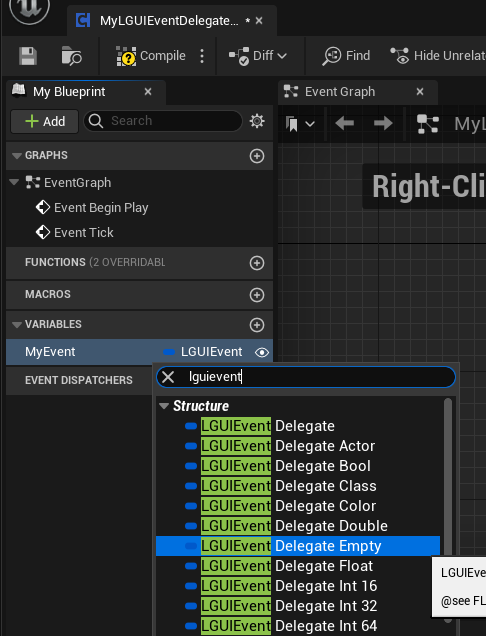 MyLGUIEventDelegate... *
Compile
Diff
Find
Hide Unrelat
My Blueprint
Event Graph
Add
Search
MyL
GRAPHS
EventGraph
Right-Cli
Event Begin Play
Event Tick
FUNCTIONS (2 OVERRIDABL
MACROS
VARIABLES
MyEvent LGUIEvent
EVENT DISPATCHERS
lguievent
Structure
LGUIEvent Delegate
LGUIEvent Delegate Actor
LGUIEvent Delegate Bool
LGUIEvent Delegate Class
LGUIEvent Delegate Color
LGUIEvent Delegate Double
LGUIEvent Delegate Empty
LGUIEvent Delegate Float
LGUIEve
LGUIEvent Delegate Int 16
@see FL
LGUIEvent Delegate Int 32
LGUIEvent Delegate Int 64